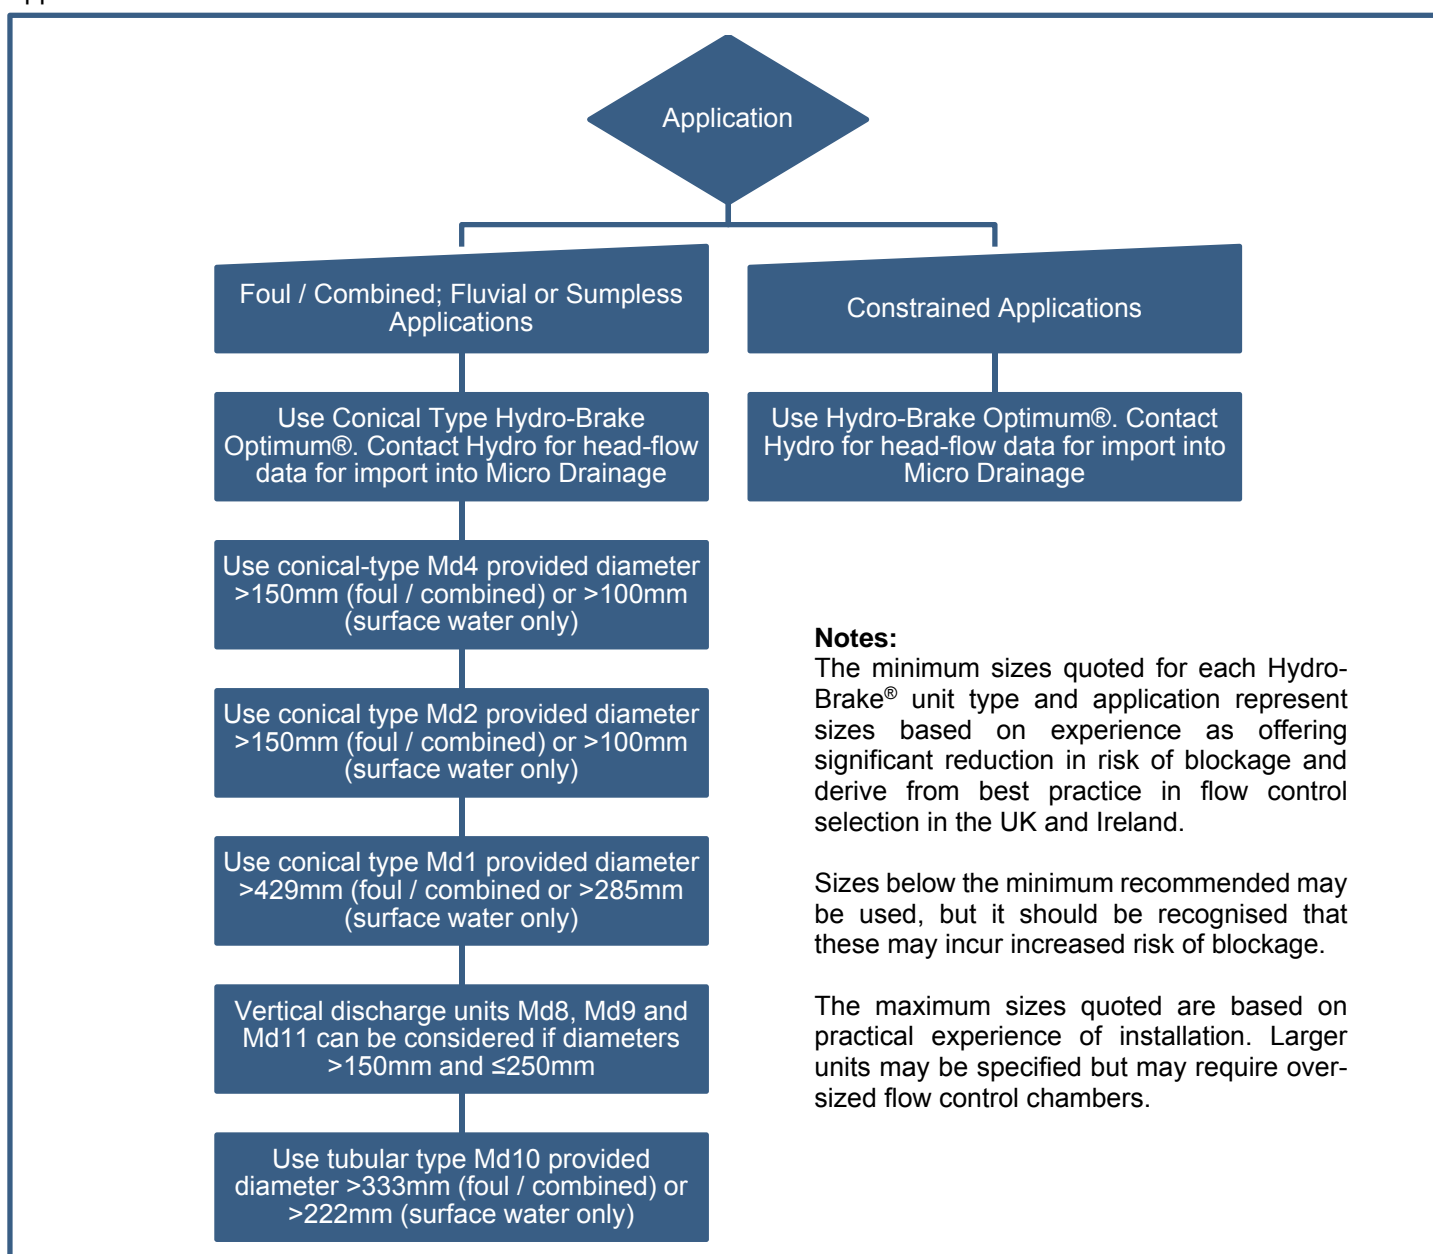 Application
Foul / Combined; Fluvial or Sumpless
Applications
Constrained Applications
Use Conical Type Hydro-Brake
Optimum®. Contact Hydro for head-flow
data for import into Micro Drainage
Use Hydro-Brake Optimum®. Contact
Hydro for head-flow data for import into
Micro Drainage
Use conical-type Md4 provided diameter
>150mm (foul / combined) or >100mm
(surface water only)
Use conical type Md2 provided diameter
>150mm (foul / combined) or >100mm
(surface water only)
Use conical type Md1 provided diameter
>429mm (foul / combined or >285mm
(surface water only)
Vertical discharge units Md8, Md9 and
Md11 can be considered if diameters
>150mm and ≤250mm
Use tubular type Md10 provided
diameter >333mm (foul / combined) or
>222mm (surface water only)
Notes:
The minimum sizes quoted for each Hydro-
Brake® unit type and application represent
sizes based on experience as offering
significant reduction in risk of blockage and
derive from best practice in flow control
selection in the UK and Ireland.
Sizes below the minimum recommended may
be used, but it should be recognised that
these may incur increased risk of blockage.
The maximum sizes quoted are based on
practical experience of installation. Larger
units may be specified but may require over-
sized flow control chambers.